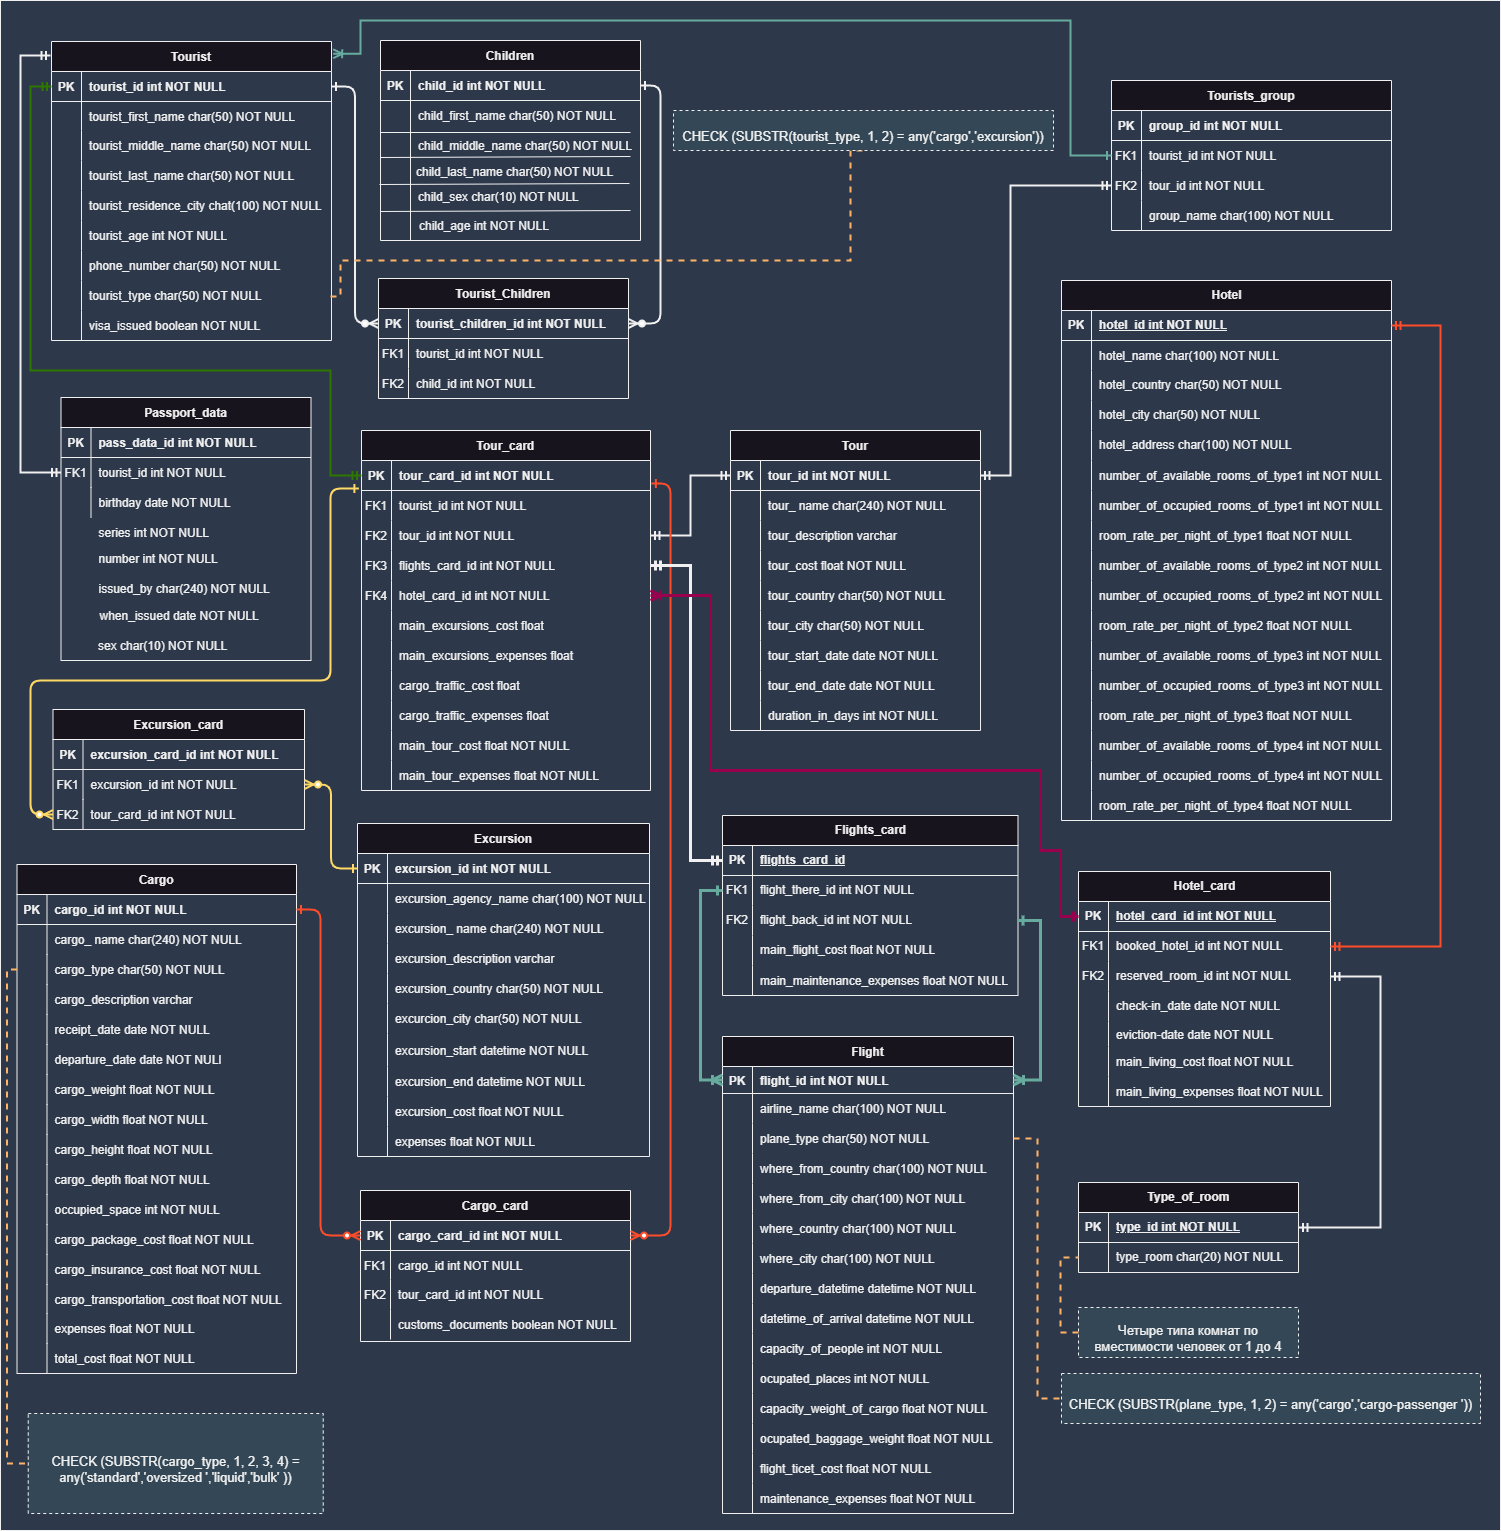 Tourist
PK tourist_id int NOT NULL
tourist_first_name char(50) NOT NULL
tourist_middle_name char(50) NOT NULL
tourist_last_name char(50) NOT NULL
tourist_residence_city chat(100) NOT NULL
tourist_age int NOT NULL
phone_number char(50) NOT NULL
tourist_type char(50) NOT NULL
visa_issued boolean NOT NULL
Children
PK child_id int NOT NULL
child_first_name char(50) NOT NULL
child_middle_name char(50) NOT NULL
child_last_name char(50) NOT NULL
child_sex char(10) NOT NULL
child_age int NOT NULL
CHECK (SUBSTR(tourist_type, 1, 2) = any('cargo','excursion'))
Tourists_group
PK group_id int NOT NULL
FK1 tourist_id int NOT NULL
FK2 tour_id int NOT NULL
group_name char(100) NOT NULL
Tourist_Children
PK tourist_children_id int NOT NULL
FK1 tourist_id int NOT NULL
FK2 child_id int NOT NULL
Hotel
PK hotel_id int NOT NULL
hotel_name char(100) NOT NULL
hotel_country char(50) NOT NULL
hotel_city char(50) NOT NULL
hotel_address char(100) NOT NULL
number_of_available_rooms_of_type1 int NOT NULL
number_of_occupied_rooms_of_type1 int NOT NULL
room_rate_per_night_of_type1 float NOT NULL
number_of_available_rooms_of_type2 int NOT NULL
number_of_occupied_rooms_of_type2 int NOT NULL
room_rate_per_night_of_type2 float NOT NULL
number_of_available_rooms_of_type3 int NOT NULL
number_of_occupied_rooms_of_type3 int NOT NULL
room_rate_per_night_of_type3 float NOT NULL
number_of_available_rooms_of_type4 int NOT NULL
number_of_occupied_rooms_of_type4 int NOT NULL
room_rate_per_night_of_type4 float NOT NULL
Passport_data
PK pass_data_id int NOT NULL
FK1 tourist_id int NOT NULL
birthday date NOT NULL
series int NOT NULL
number int NOT NULL
issued_by char(240) NOT NULL
when_issued date NOT NULL
sex char(10) NOT NULL
Tour_card
PK tour_card_id int NOT NULL
FK1 tourist_id int NOT NULL
FK2 tour_id int NOT NULL
FK3 flights_card_id int NOT NULL
FK4 hotel_card_id int NOT NULL
main_excursions_cost float
main_excursions_expenses float
cargo_traffic_cost float
cargo_traffic_expenses float
main_tour_cost float NOT NULL
main_tour_expenses float NOT NULL
Tour
PK tour_id int NOT NULL
tour_ name char(240) NOT NULL
tour_description varchar
tour_cost float NOT NULL
tour_country char(50) NOT NULL
tour_city char(50) NOT NULL
tour_start_date date NOT NULL
tour_end_date date NOT NULL
duration_in_days int NOT NULL
Excursion_card
PK excursion_card_id int NOT NULL
FK1 excursion_id int NOT NULL
FK2 tour_card_id int NOT NULL
Excursion
PK excursion_id int NOT NULL
excursion_agency_name char(100) NOT NULL
excursion_ name char(240) NOT NULL
excursion_description varchar
excursion_country char(50) NOT NULL
excurcion_city char(50) NOT NULL
excursion_start datetime NOT NULL
excursion_end datetime NOT NULL
excursion_cost float NOT NULL
expenses float NOT NULL
Flights_card
PK flights_card_id
FK1 flight_there_id int NOT NULL
FK2 flight_back_id int NOT NULL
main_flight_cost float NOT NULL
main_maintenance_expenses float NOT NULL
Hotel_card
PK hotel_card_id int NOT NULL
FK1 booked_hotel_id int NOT NULL
FK2 reserved_room_id int NOT NULL
check-in_date date NOT NULL
eviction-date date NOT NULL
main_living_cost float NOT NULL
main_living_expenses float NOT NULL
Cargo
PK cargo_id int NOT NULL
cargo_ name char(240) NOT NULL
cargo_type char(50) NOT NULL
cargo_description varchar
receipt_date date NOT NULL
departure_date date NOT NULl
cargo_weight float NOT NULL
cargo_width float NOT NULL
cargo_height float NOT NULL
cargo_depth float NOT NULL
occupied_space int NOT NULL
cargo_package_cost float NOT NULL
cargo_insurance_cost float NOT NULL
cargo_transportation_cost float NOT NULL
expenses float NOT NULL
total_cost float NOT NULL
Flight
PK flight_id int NOT NULL
airline_name char(100) NOT NULL
plane_type char(50) NOT NULL
where_from_country char(100) NOT NULL
where_from_city char(100) NOT NULL
where_country char(100) NOT NULL
where_city char(100) NOT NULL
departure_datetime datetime NOT NULL
datetime_of_arrival datetime NOT NULL
capacity_of_people int NOT NULL
ocupated_places int NOT NULL
capacity_weight_of_cargo float NOT NULL
ocupated_baggage_weight float NOT NULL
flight_ticet_cost float NOT NULL
maintenance_expenses float NOT NULL
Cargo_card
PK cargo_card_id int NOT NULL
FK1 cargo_id int NOT NULL
FK2 tour_card_id int NOT NULL
customs_documents boolean NOT NULL
Type_of_room
PK type_id int NOT NULL
type_room char(20) NOT NULL
Четыре типа комнат по
вместимости человек от 1 до 4
CHECK (SUBSTR(plane_type, 1, 2) = any('cargo','cargo-passenger '))
CHECK (SUBSTR(cargo_type, 1, 2, 3, 4) =
any('standard','oversized ','liquid','bulk' ))